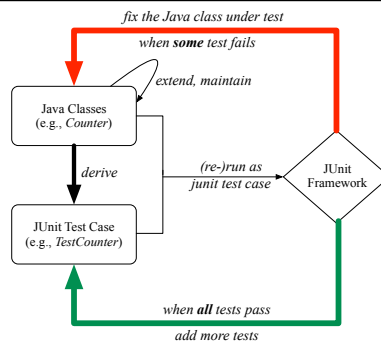 fix the Java class under test
when some test fails
extend, maintain
Java Classes
(e.g., Counter)
derive
(re-)run as
junit test case
JUnit
Framework
JUnit Test Case
(e.g., TestCounter)
when all tests pass
add more tests